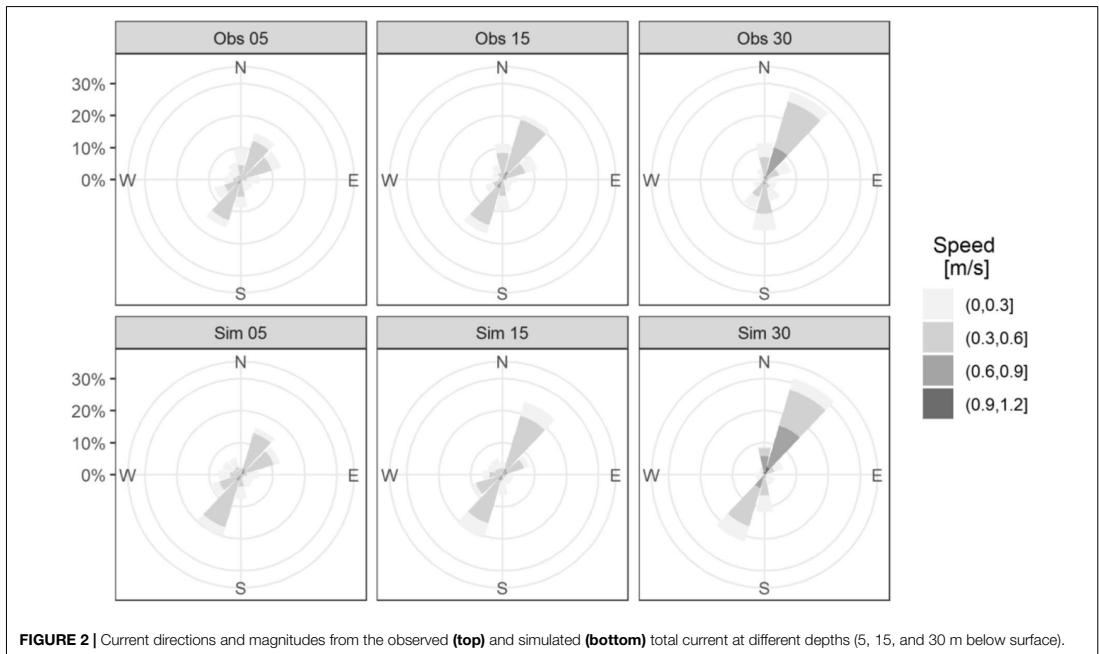 Obs 05
Obs 15
Obs 30
N
N
N
30%
20%
10%
0%
W
E
W
E
W
E
S
S
S
Sim 05
Sim 15
Sim 30
N
N
N
30%
20%
10%
0%
W
E
W
E
W
E
S
S
S
Speed
[m/s]
(0,0.3]
(0.3,0.6]
(0.6,0.9]
(0.9,1.2]
FIGURE 2 | Current directions and magnitudes from the observed (top) and simulated (bottom) total current at different depths (5, 15, and 30 m below surface).